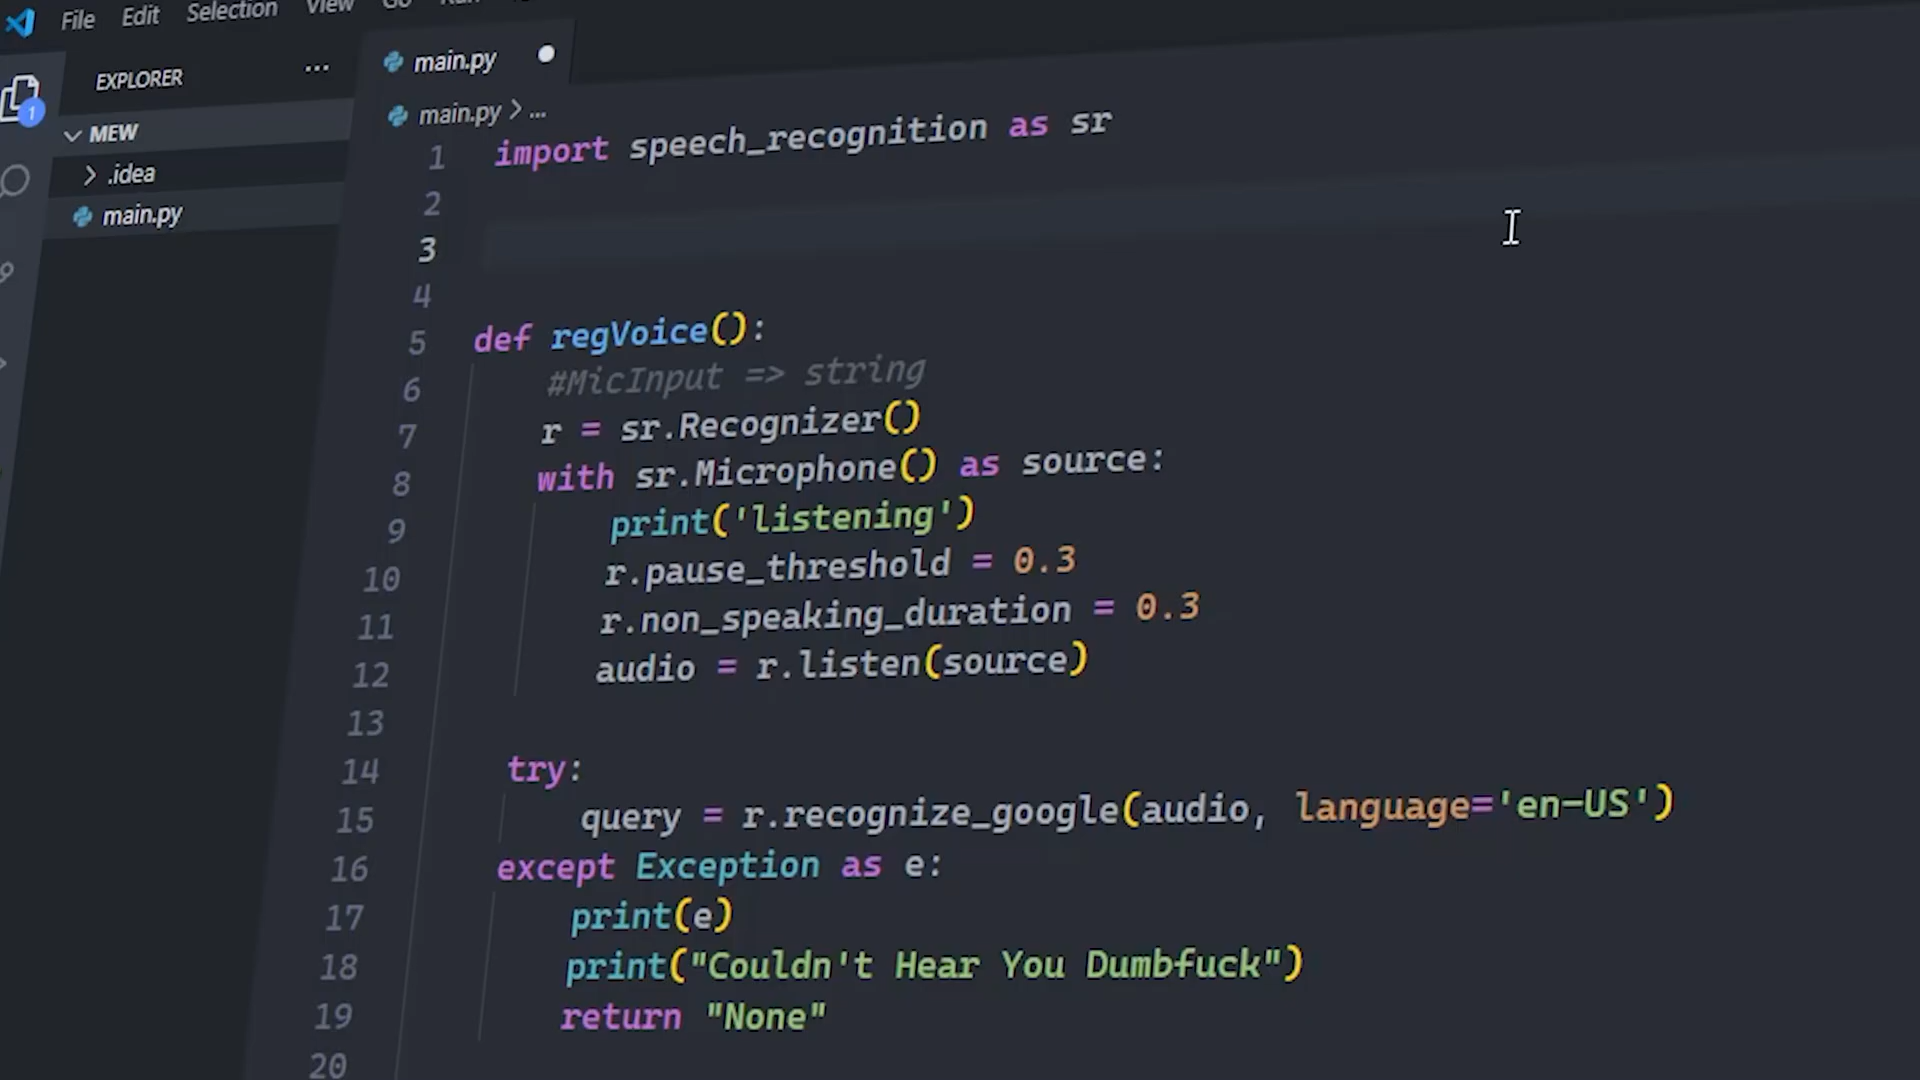 File Edit Selection View Go
EXPLORER ...
MEW
.idea
main.py
1
main.py
main.py > ...
1 import speech_recognition as sr
2
3
4
5 def regVoice():
6 #MicInput => string
7 r = sr.Recognizer()
8 with sr.Microphone() as source:
9 print('listening')
10 r.pause_threshold = 0.3
11 r.non_speaking_duration = 0.3
12 audio = r.listen(source)
13
14 try:
15 query = r.recognize_google(audio, language='en-US')
16 except Exception as e:
17 print(e)
18 print("Couldn't Hear You Dumbfuck")
19 return "None"
20